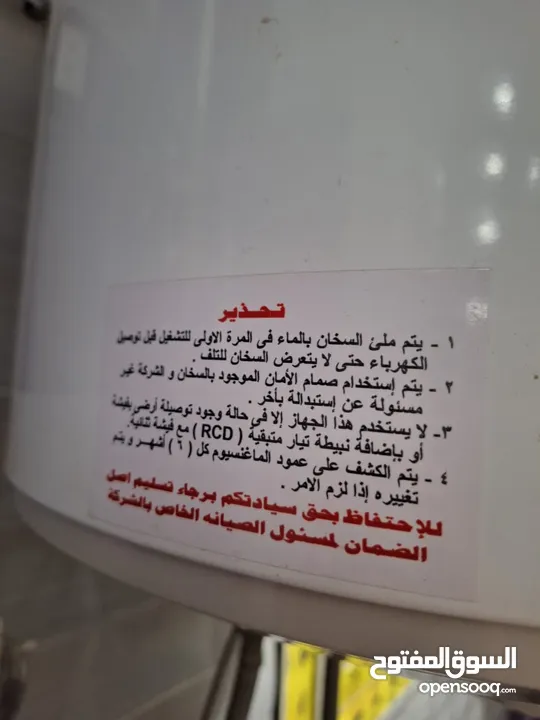 تحـذير
١ - يتم ملئ السخان بالماء فى المرة الاولى للتشغيل قبل توصيل
الكهرباء حتى لا يتعرض السخان للتلف .
٢ - يتم إستخدام صمام الأمان الموجود بالسخان و الشركة غير
مسئولة عن إستبدالة بأخر .
٣- لا يستخدم هذا الجهاز إلا فى حالة وجود توصيلة أرضى بفيشة
أو بإضافة نبيطة تيار متبقية ( RCD ) مع فيشة ثنائية.
٤ - يتم الكشف على عمود الماغنسيوم كل ( ٦ ) أشهر و يتم
تغييره إذا لزم الامر .
للإحتفاظ بحق سيادتكم برجاء تسليم اصل
الضمان لمسئول الصيانه الخاص بالشركة
السوق المفتوح
opensooq.com